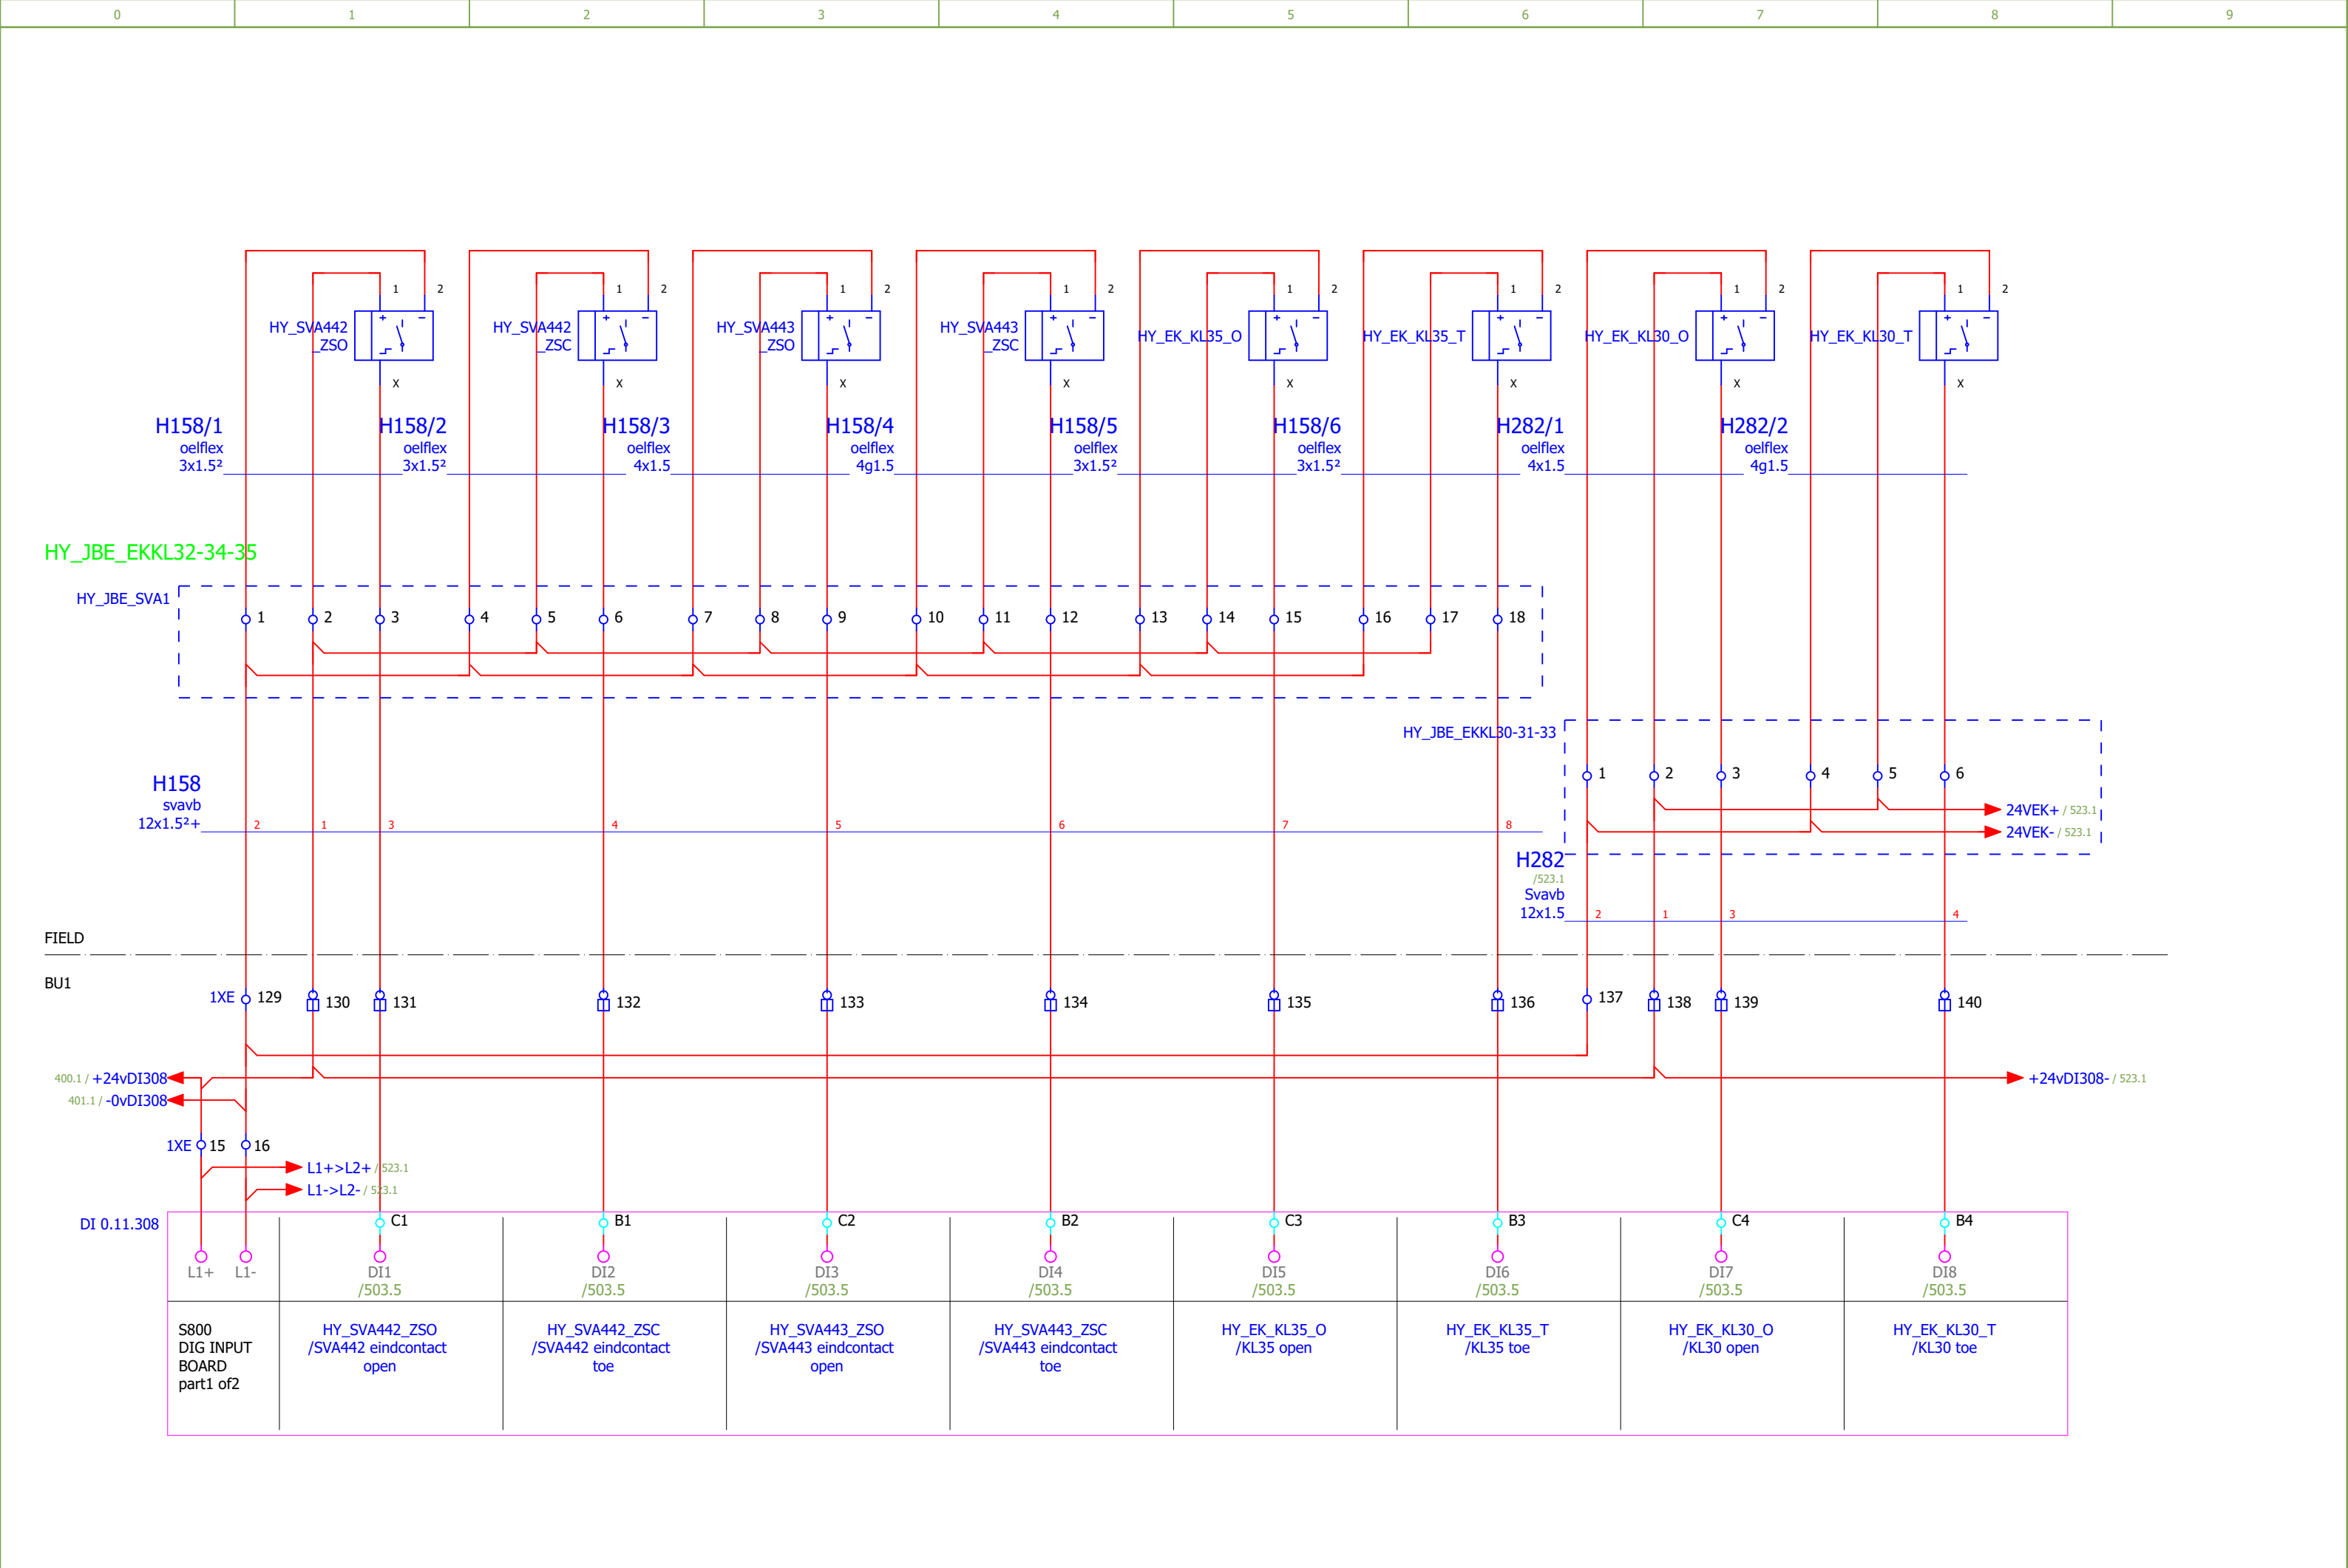 0 1 2 3 4 5 6 7 8 9
1 2 1 2 1 2 1 2 1 2 1 2 1 2 1 2
HY_SVA442
_ZSO
+ -
HY_SVA442
_ZSC
+ -
HY_SVA443
_ZSO
+ -
HY_SVA443
_ZSC
+ -
HY_EK_KL35_O
+ -
HY_EK_KL35_T
+ -
HY_EK_KL30_O
+ -
HY_EK_KL30_T
+ -
X X X X X X X X
H158/1
oelflex
3x1.5²
H158/2
oelflex
3x1.5²
H158/3
oelflex
4x1.5
H158/4
oelflex
4g1.5
H158/5
oelflex
3x1.5²
H158/6
oelflex
3x1.5²
H282/1
oelflex
4x1.5
H282/2
oelflex
4g1.5
HY_JBE_EKKL32-34-35
HY_JBE_SVA1
1 2 3 4 5 6 7 8 9 10 11 12 13 14 15 16 17 18
HY_JBE_EKKL30-31-33
1 2 3 4 5 6
24VEK+ / 523.1
24VEK- / 523.1
H158
svavb
12x1.5²+
2 1 3 4 5 6 7 8
H282
/523.1
Svavb
12x1.5
2 1 3 4
FIELD
BU1
1XE 129 130 131 132 133 134 135 136 137 138 139 140
400.1 / +24vDI308
+24vDI308- / 523.1
401.1 / -0vDI308
1XE 15 16
L1+>L2+ / 523.1
L1->L2- / 523.1
DI 0.11.308
C1 B1 C2 B2 C3 B3 C4 B4
L1+ L1- DI1 DI2 DI3 DI4 DI5 DI6 DI7 DI8
/503.5 /503.5 /503.5 /503.5 /503.5 /503.5 /503.5 /503.5
S800
DIG INPUT
BOARD
part1 of2
HY_SVA442_ZSO
/SVA442 eindcontact
open
HY_SVA442_ZSC
/SVA442 eindcontact
toe
HY_SVA443_ZSO
/SVA443 eindcontact
open
HY_SVA443_ZSC
/SVA443 eindcontact
toe
HY_EK_KL35_O
/KL35 open
HY_EK_KL35_T
/KL35 toe
HY_EK_KL30_O
/KL30 open
HY_EK_KL30_T
/KL30 toe